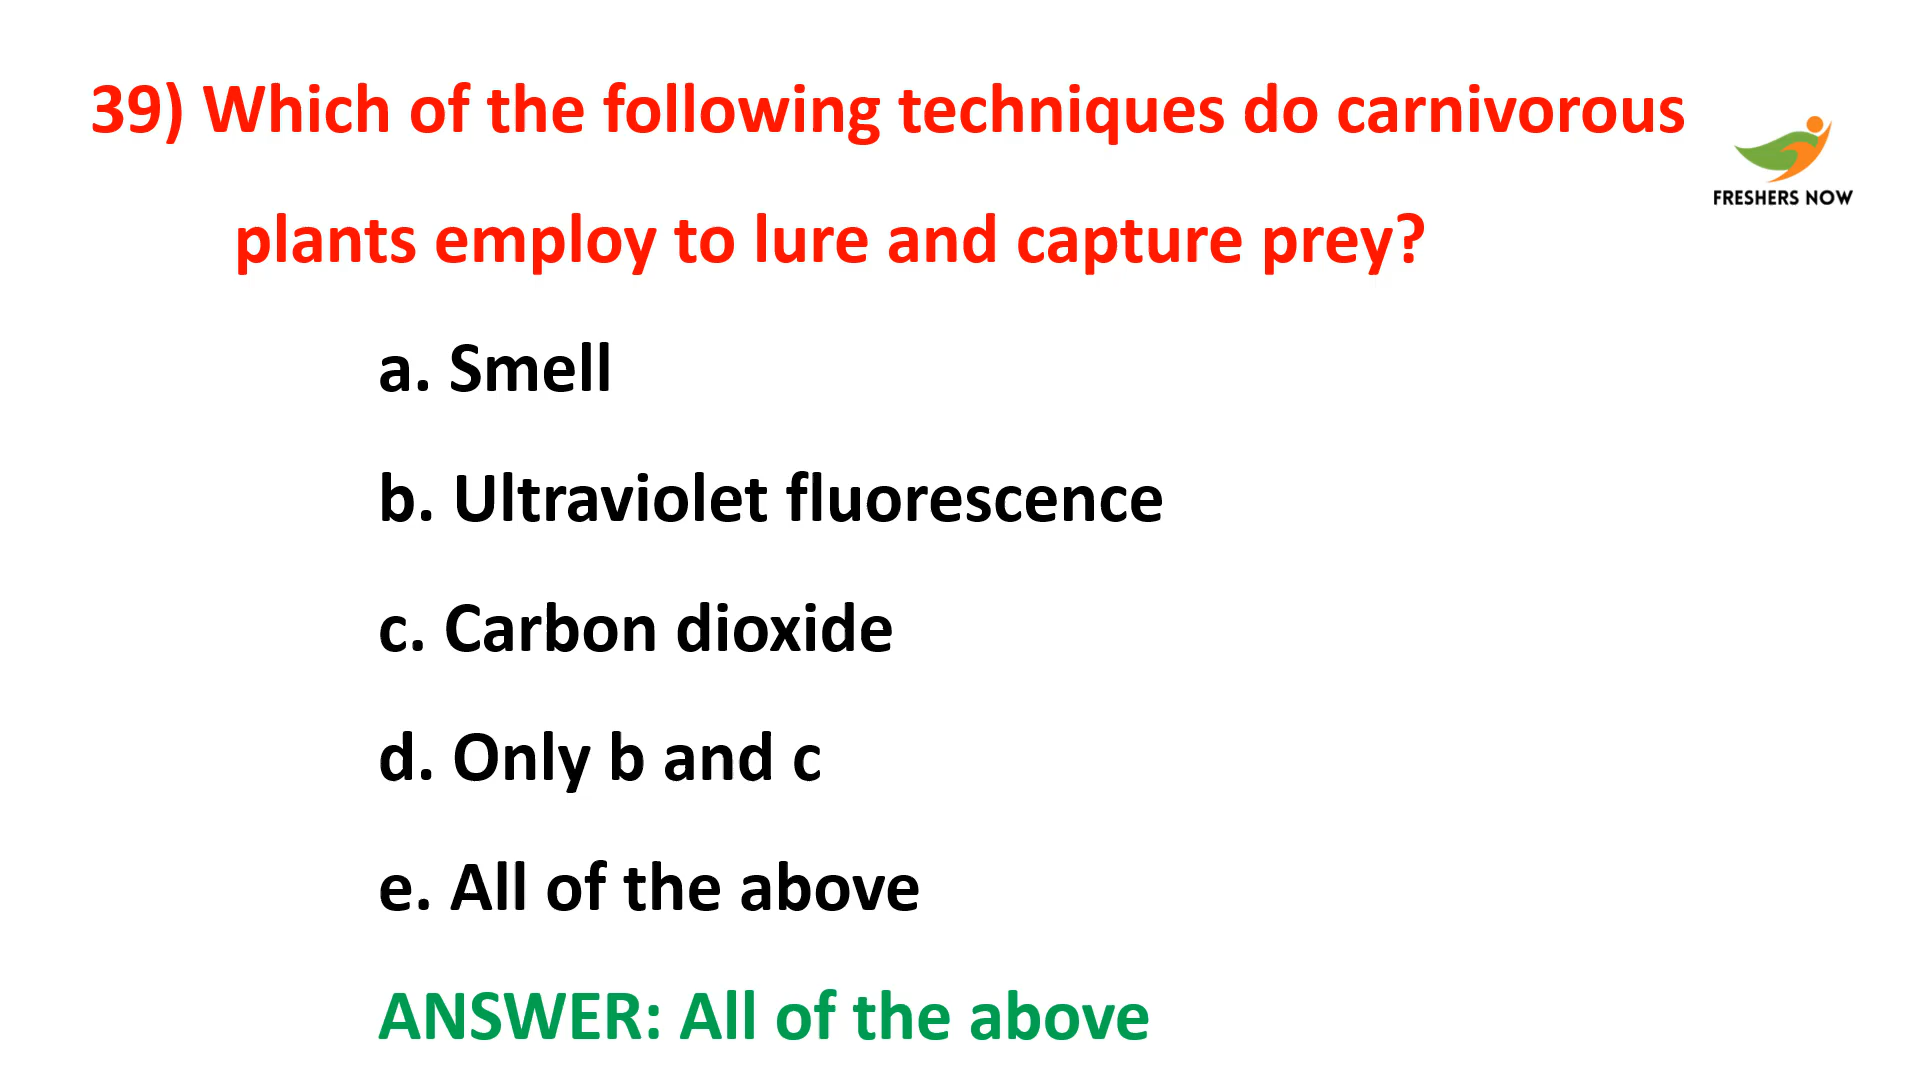 39) Which of the following techniques do carnivorous
FRESHERS NOW
plants employ to lure and capture prey?
a. Smell
b. Ultraviolet fluorescence
c. Carbon dioxide
d. Only b and c
e. All of the above
ANSWER: All of the above